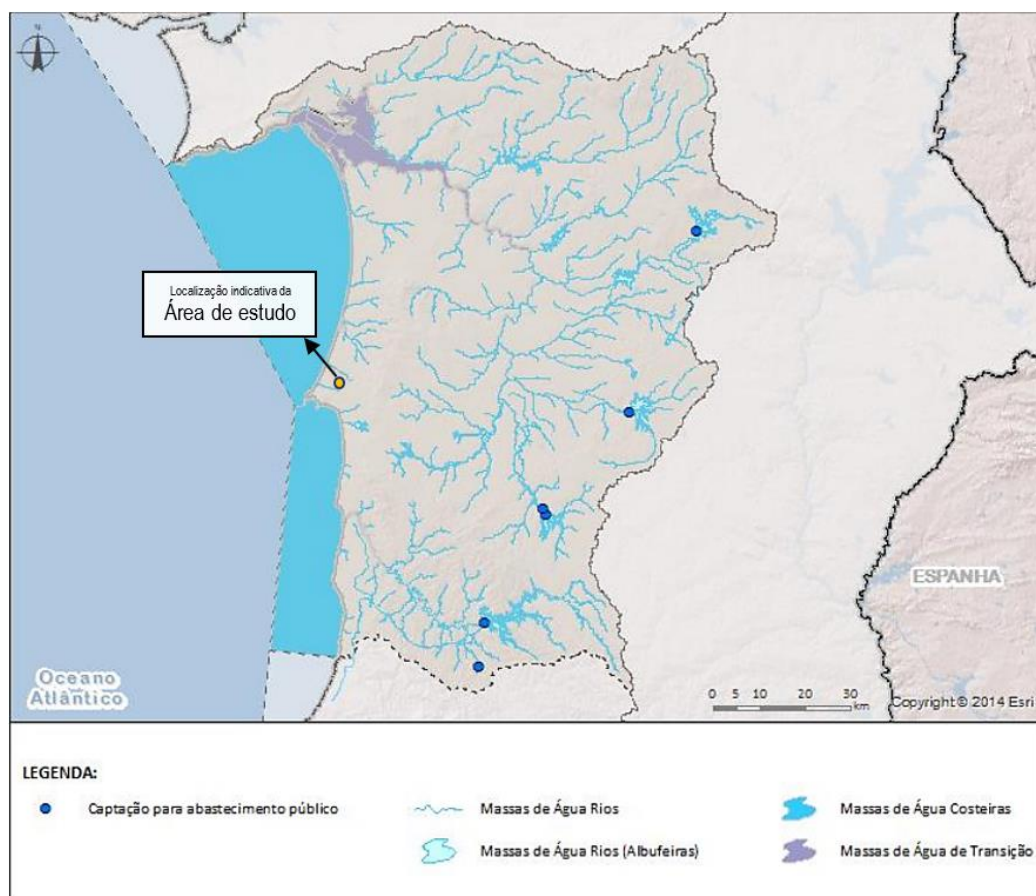 N
Localização indicativa da
Área de estudo
ESPANHA
Oceano
Atlântico
0 5 10 20 30
km
Copyright © 2014 Esri
LEGENDA:
Captação para abastecimento público
Massas de Água Rios
Massas de Água Costeiras
Massas de Água Rios (Albufeiras)
Massas de Água de Transição